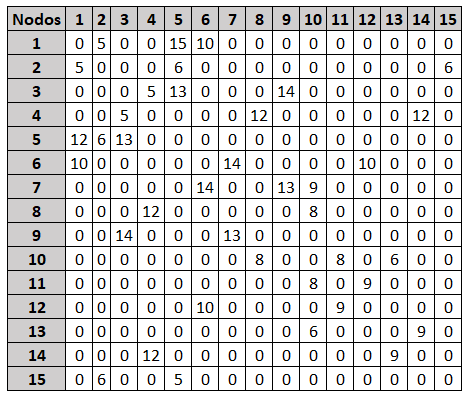 Nodos 1 2 3 4 5 6 7 8 9 10 11 12 13 14 15
1 0 5 0 0 15 10 0 0 0 0 0 0 0 0 0
2 5 0 0 0 6 0 0 0 0 0 0 0 0 0 6
3 0 0 0 5 13 0 0 0 14 0 0 0 0 0 0
4 0 0 5 0 0 0 0 12 0 0 0 0 0 12 0
5 12 6 13 0 0 0 0 0 0 0 0 0 0 0 0
6 10 0 0 0 0 0 14 0 0 0 0 10 0 0 0
7 0 0 0 0 0 14 0 0 13 9 0 0 0 0 0
8 0 0 0 12 0 0 0 0 0 8 0 0 0 0 0
9 0 0 14 0 0 0 13 0 0 0 0 0 0 0 0
10 0 0 0 0 0 0 0 8 0 0 8 0 6 0 0
11 0 0 0 0 0 0 0 0 0 8 0 9 0 0 0
12 0 0 0 0 0 10 0 0 0 0 9 0 0 0 0
13 0 0 0 0 0 0 0 0 0 6 0 0 0 9 0
14 0 0 0 12 0 0 0 0 0 0 0 0 9 0 0
15 0 6 0 0 5 0 0 0 0 0 0 0 0 0 0